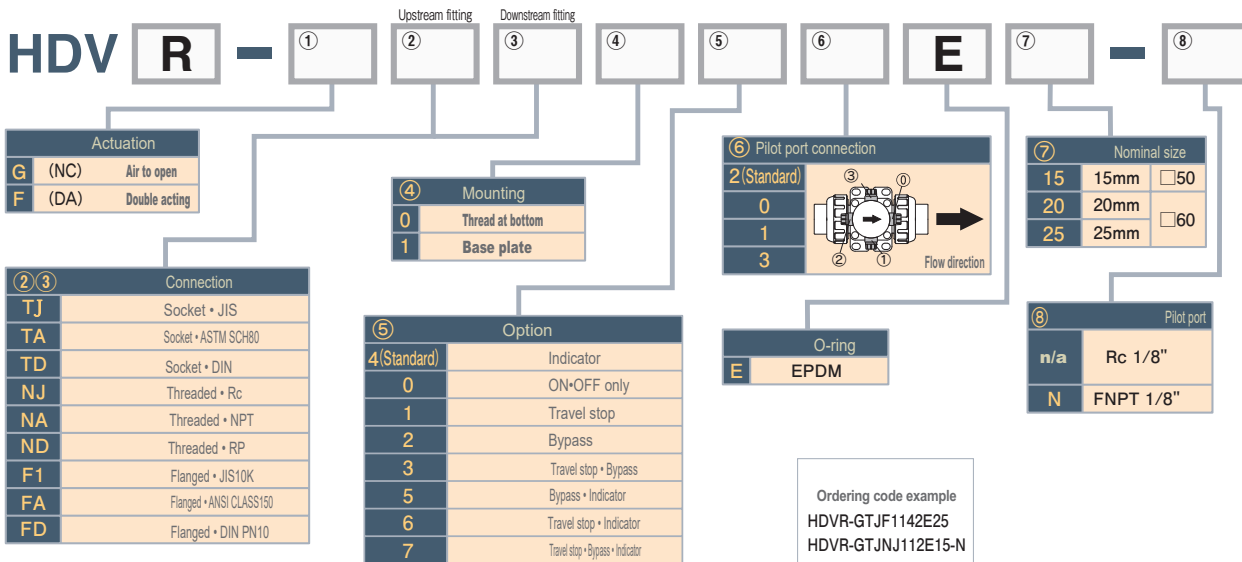 Upstream fitting Downstream fitting
HDV R - ① ② ③ ④ ⑤ ⑥ E ⑦ - ⑧
Actuation
G (NC) Air to open
F (DA) Double acting
②③ Connection
TJ Socket • JIS
TA Socket • ASTM SCH80
TD Socket • DIN
NJ Threaded • Rc
NA Threaded • NPT
ND Threaded • RP
F1 Flanged • JIS10K
FA Flanged • ANSI CLASS150
FD Flanged • DIN PN10
④ Mounting
0 Thread at bottom
1 Base plate
⑤ Option
4(Standard) Indicator
0 ON•OFF only
1 Travel stop
2 Bypass
3 Travel stop • Bypass
5 Bypass • Indicator
6 Travel stop • Indicator
7 Travel stop • Bypass • Indicator
⑥ Pilot port connection
2(Standard)
0
1
3
③ ⓪
② ①
Flow direction
O-ring
E EPDM
⑦ Nominal size
15 15mm □50
20 20mm □60
25 25mm
⑧ Pilot port
n/a Rc 1/8"
N FNPT 1/8"
Ordering code example
HDVR-GTJF1142E25
HDVR-GTJNJ112E15-N